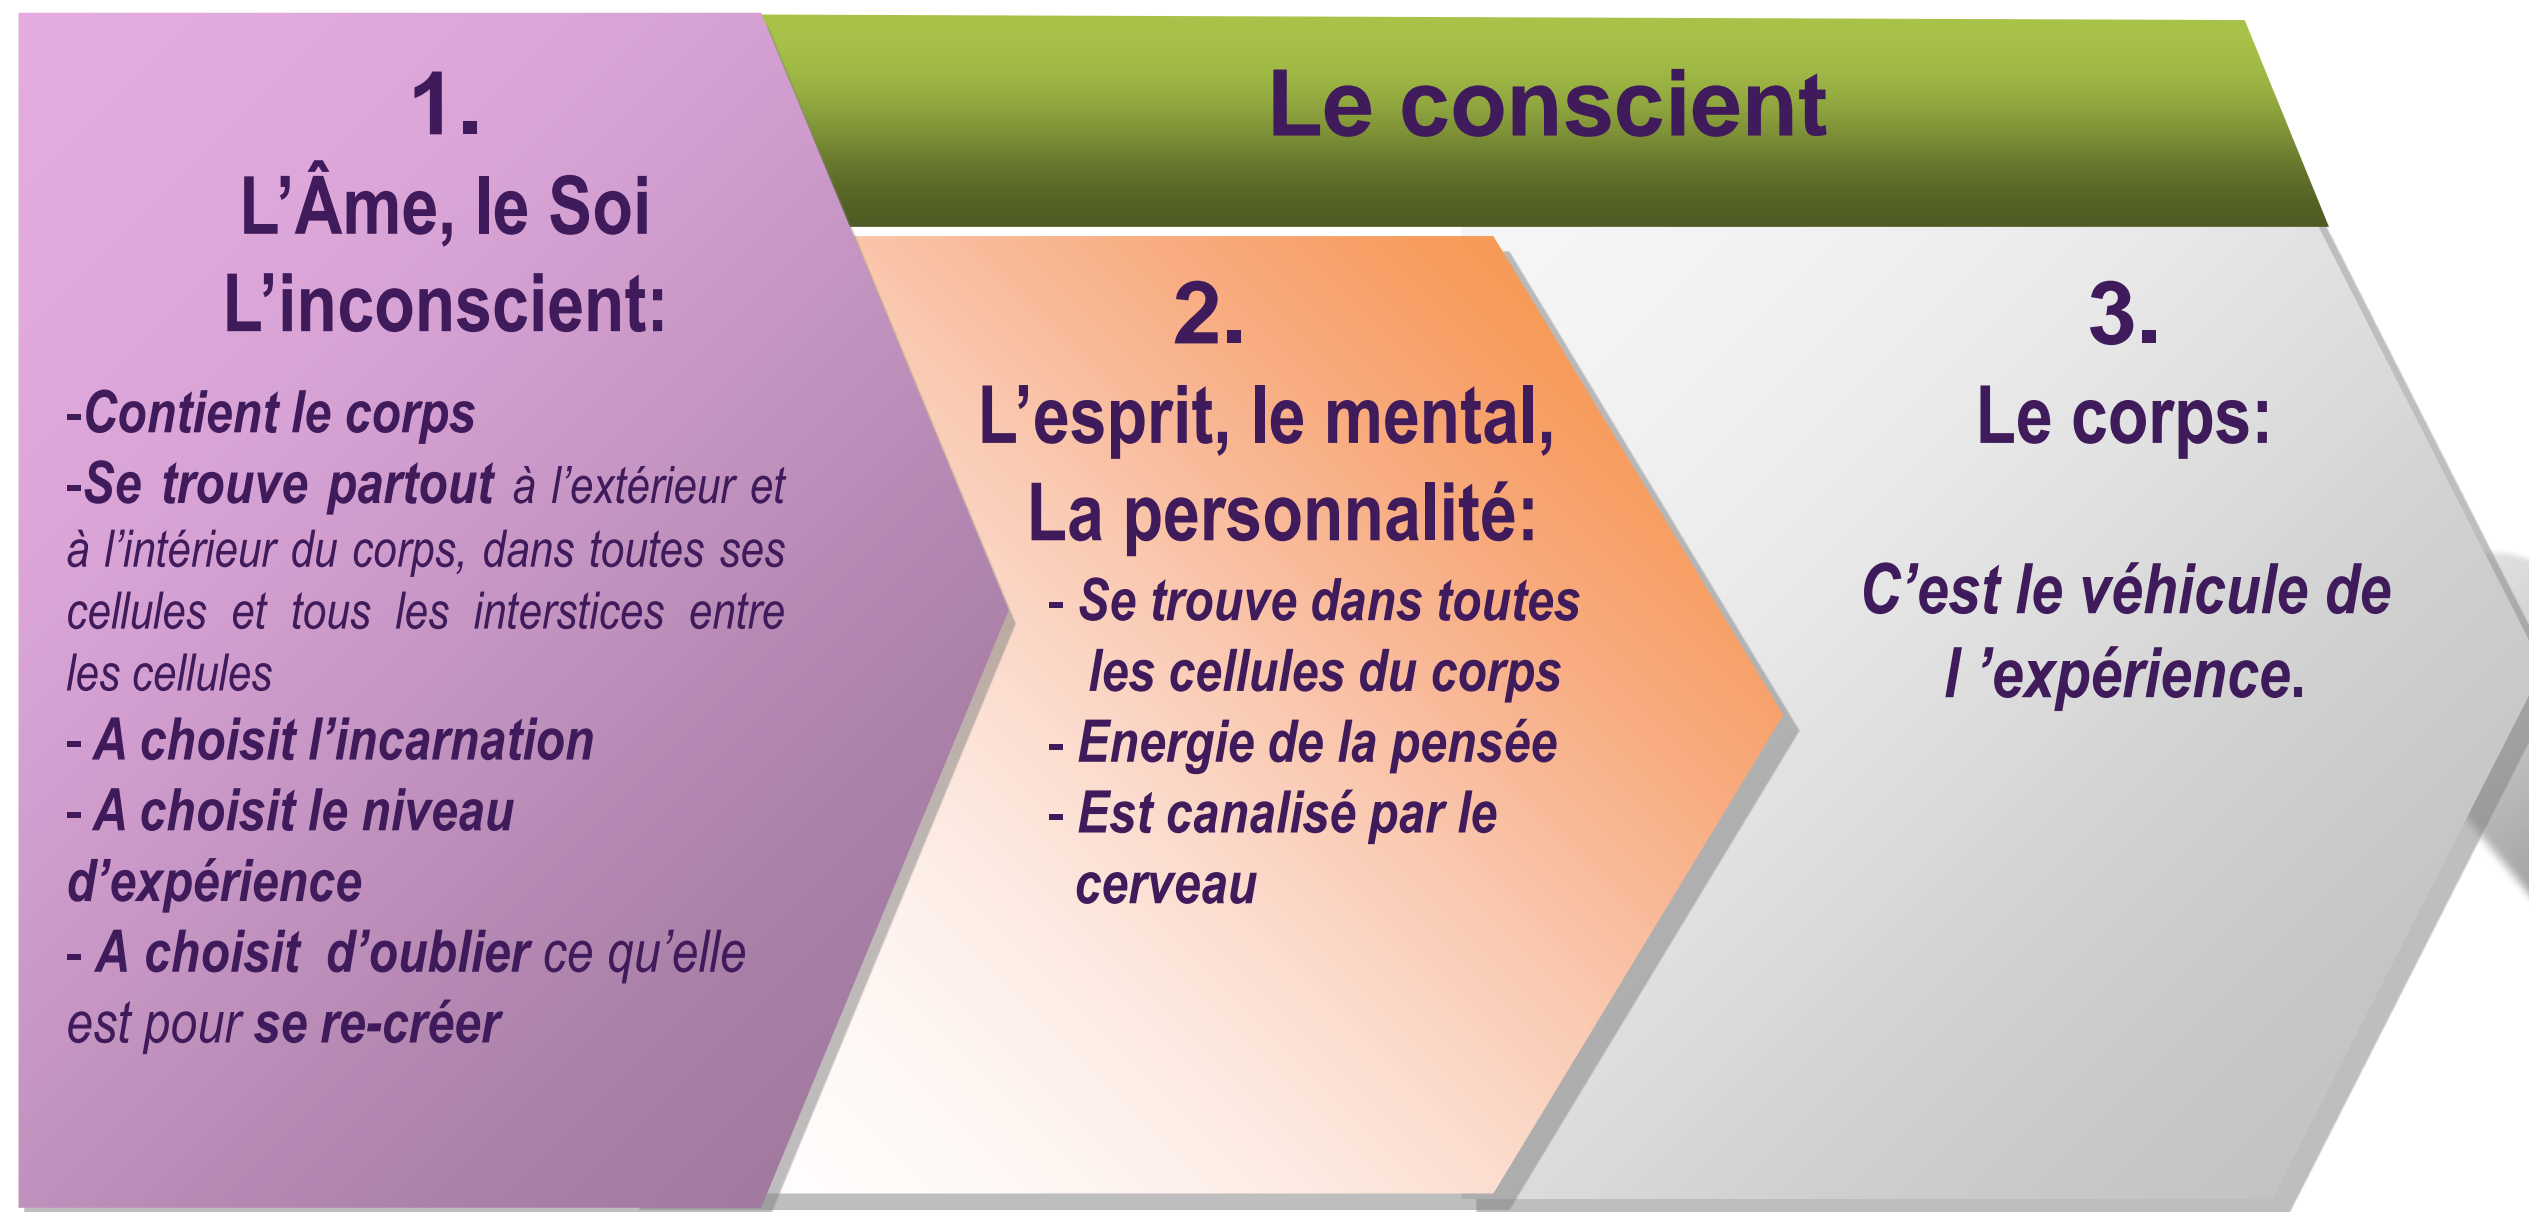 1.
L’Âme, le Soi
L’inconscient:
-Contient le corps
-Se trouve partout à l’extérieur et
à l’intérieur du corps, dans toutes ses
cellules et tous les interstices entre
les cellules
- A choisit l’incarnation
- A choisit le niveau
d’expérience
- A choisit d’oublier ce qu’elle
est pour se re-créer
Le conscient
2.
L’esprit, le mental,
La personnalité:
- Se trouve dans toutes
les cellules du corps
- Energie de la pensée
- Est canalisé par le
cerveau
3.
Le corps:
C’est le véhicule de
l ’expérience.